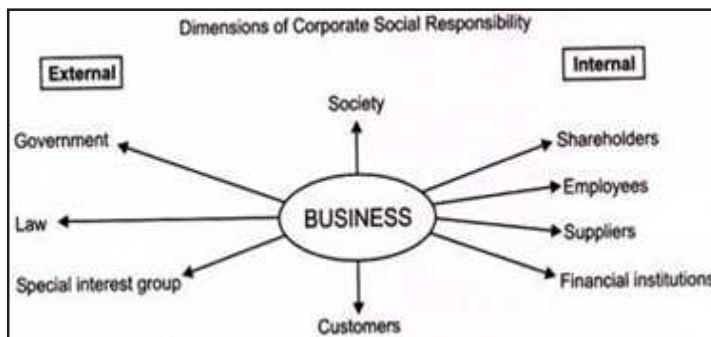 Dimensions of Corporate Social Responsibility
External
Internal
Society
Government
Shareholders
Employees
BUSINESS
Law
Suppliers
Special interest group
Financial institutions
Customers